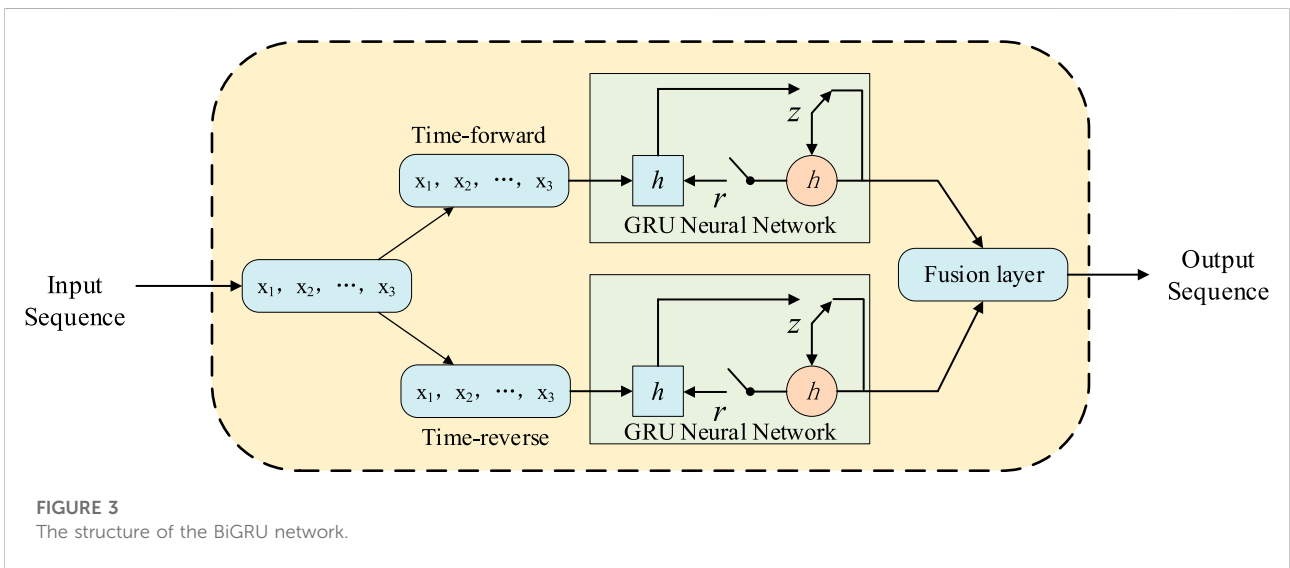 Time-forward
x₁, x₂, ···, x₃
z
h
r
h
GRU Neural Network
Input
Sequence
x₁, x₂, ···, x₃
Fusion layer
Output
Sequence
z
x₁, x₂, ···, x₃
h
r
h
Time-reverse
GRU Neural Network
FIGURE 3
The structure of the BiGRU network.